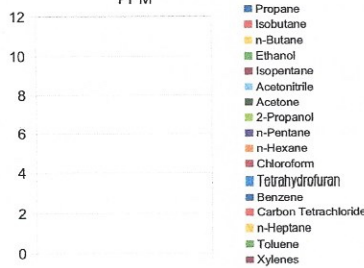 PPM
12
10
8
6
4
2
0
Propane
Isobutane
n-Butane
Ethanol
Isopentane
Acetonitrile
Acetone
2-Propanol
n-Pentane
n-Hexane
Chloroform
Tetrahydrofuran
Benzene
Carbon Tetrachloride
n-Heptane
Toluene
Xylenes